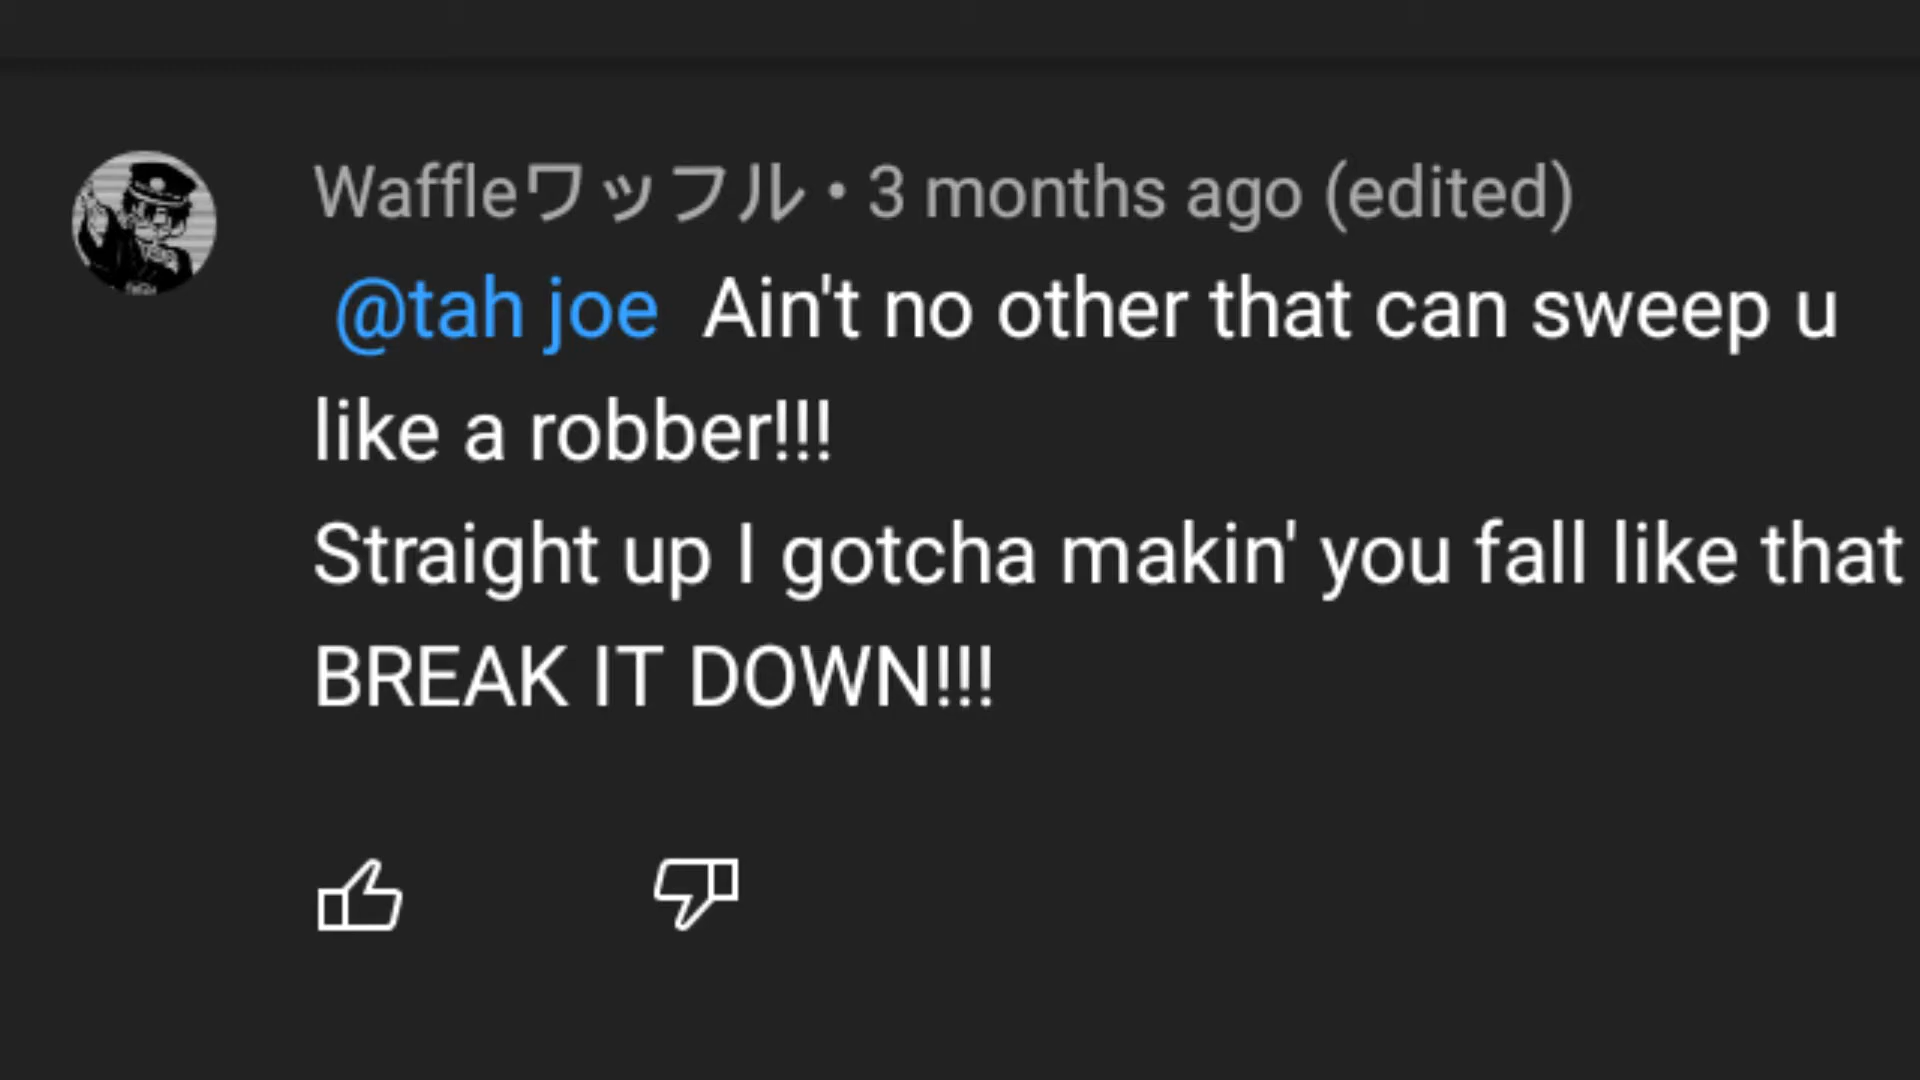 Waffleワッフル • 3 months ago (edited)
@tah joe Ain't no other that can sweep u
like a robber!!!
Straight up I gotcha makin' you fall like that
BREAK IT DOWN!!!